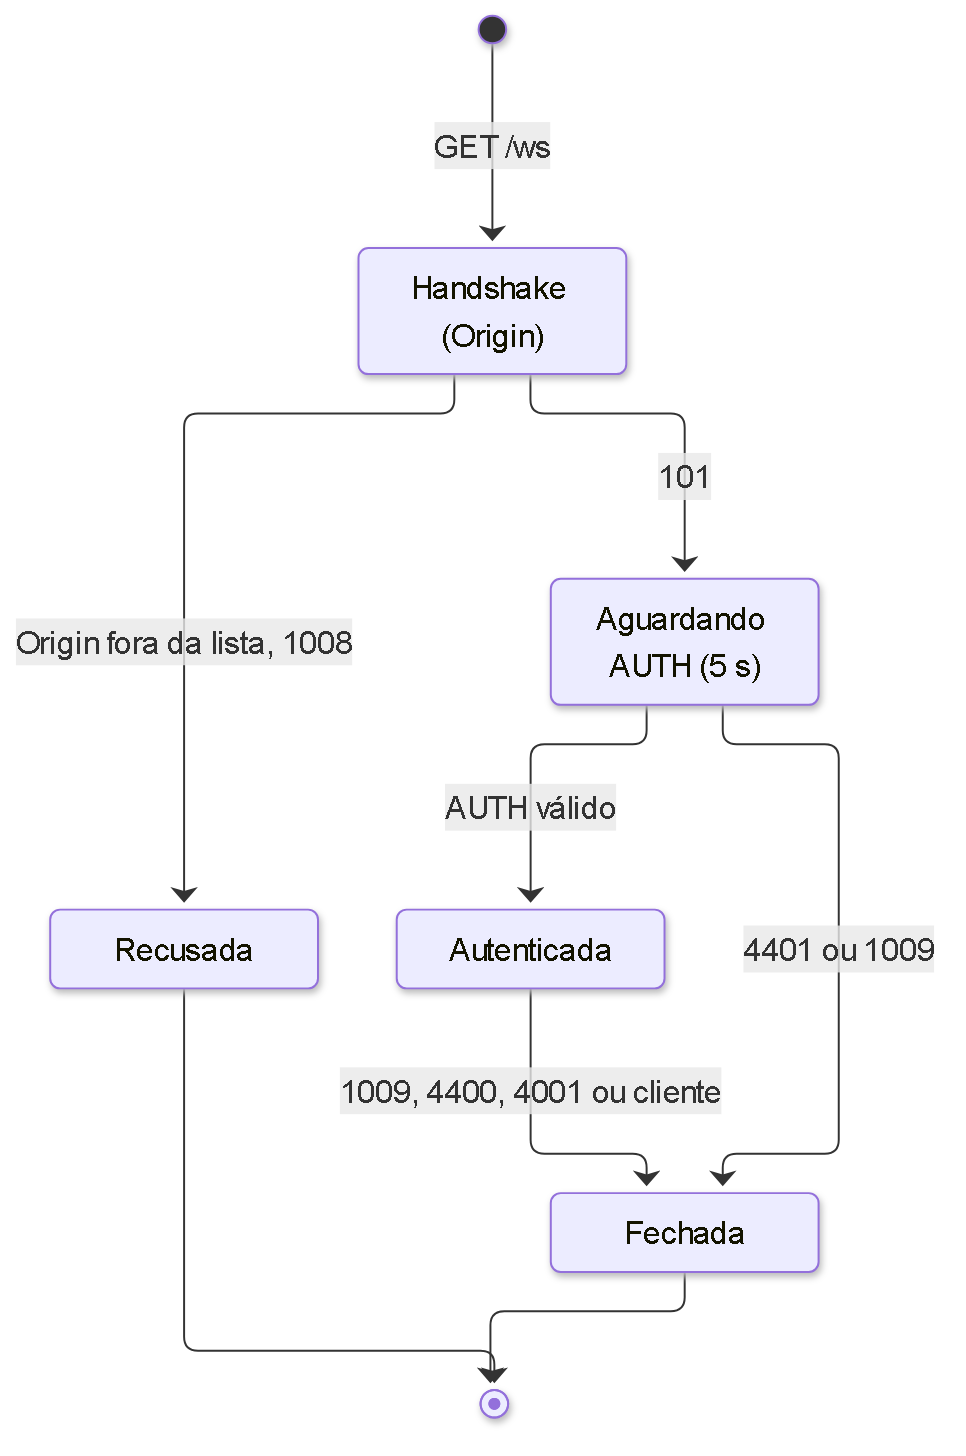 GET /ws
Handshake
(Origin)
101
Aguardando
AUTH (5 s)
Origin fora da lista, 1008
AUTH válido
Recusada
Autenticada
4401 ou 1009
1009, 4400, 4001 ou cliente
Fechada